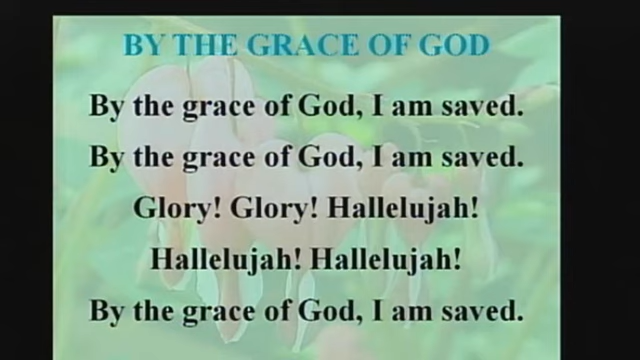 BY THE GRACE OF GOD
By the grace of God, I am saved.
By the grace of God, I am saved.
Glory! Glory! Hallelujah!
Hallelujah! Hallelujah!
By the grace of God, I am saved.